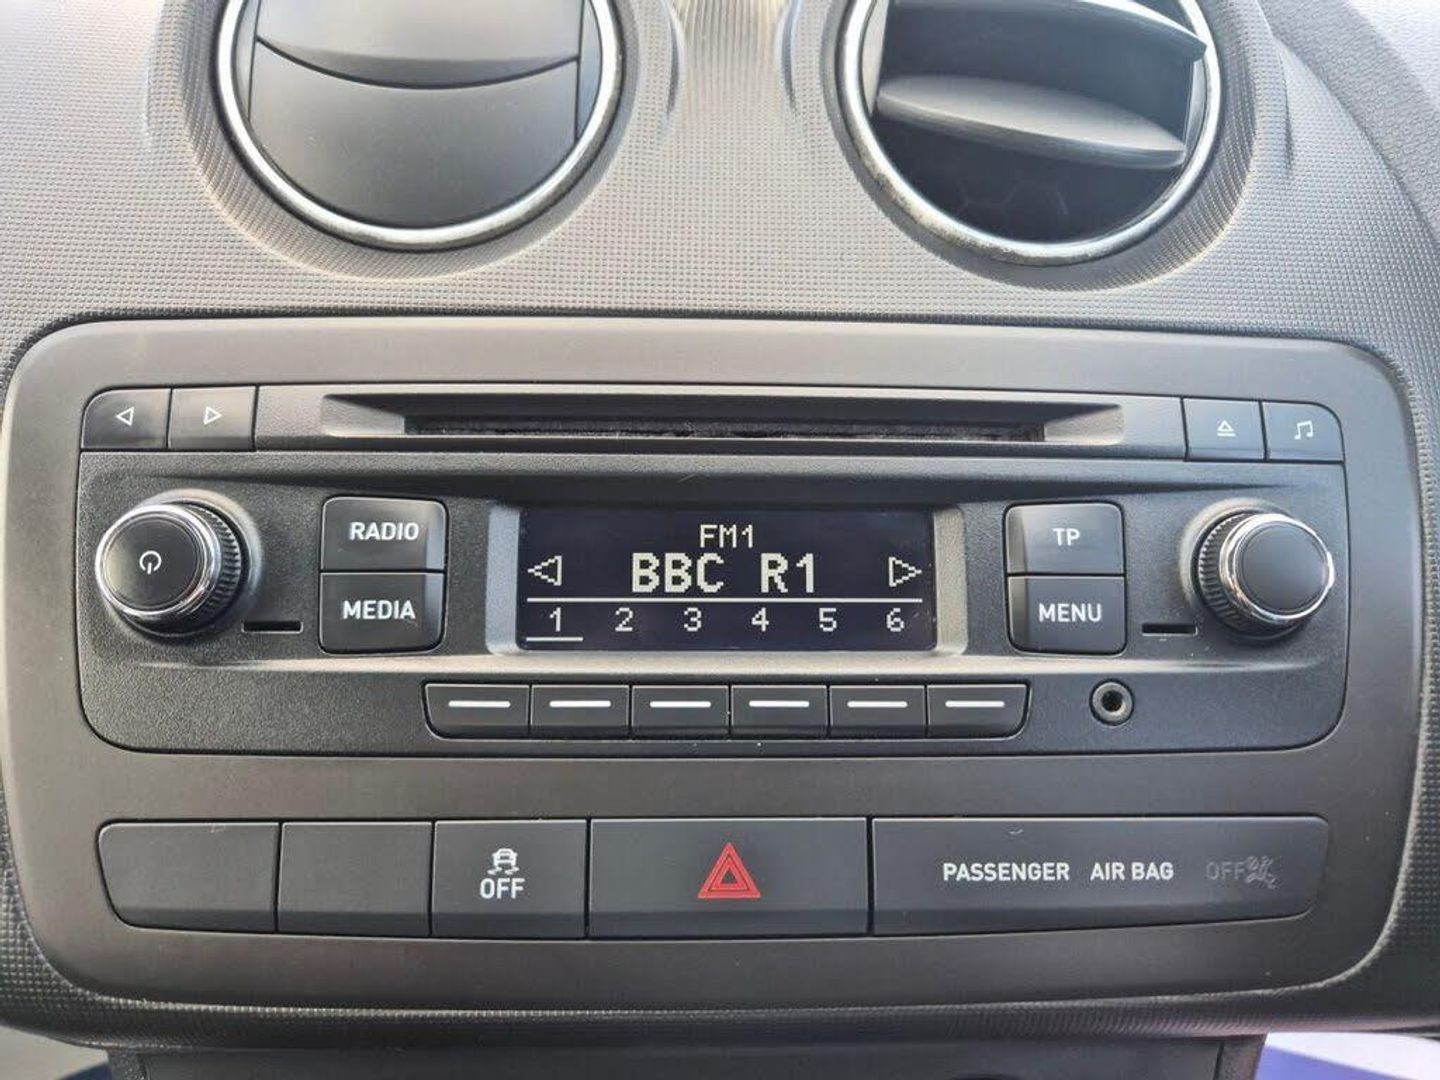 RADIO
MEDIA
FM1
BBC R1
1 2 3 4 5 6
TP
MENU
OFF
PASSENGER AIR BAG OFF